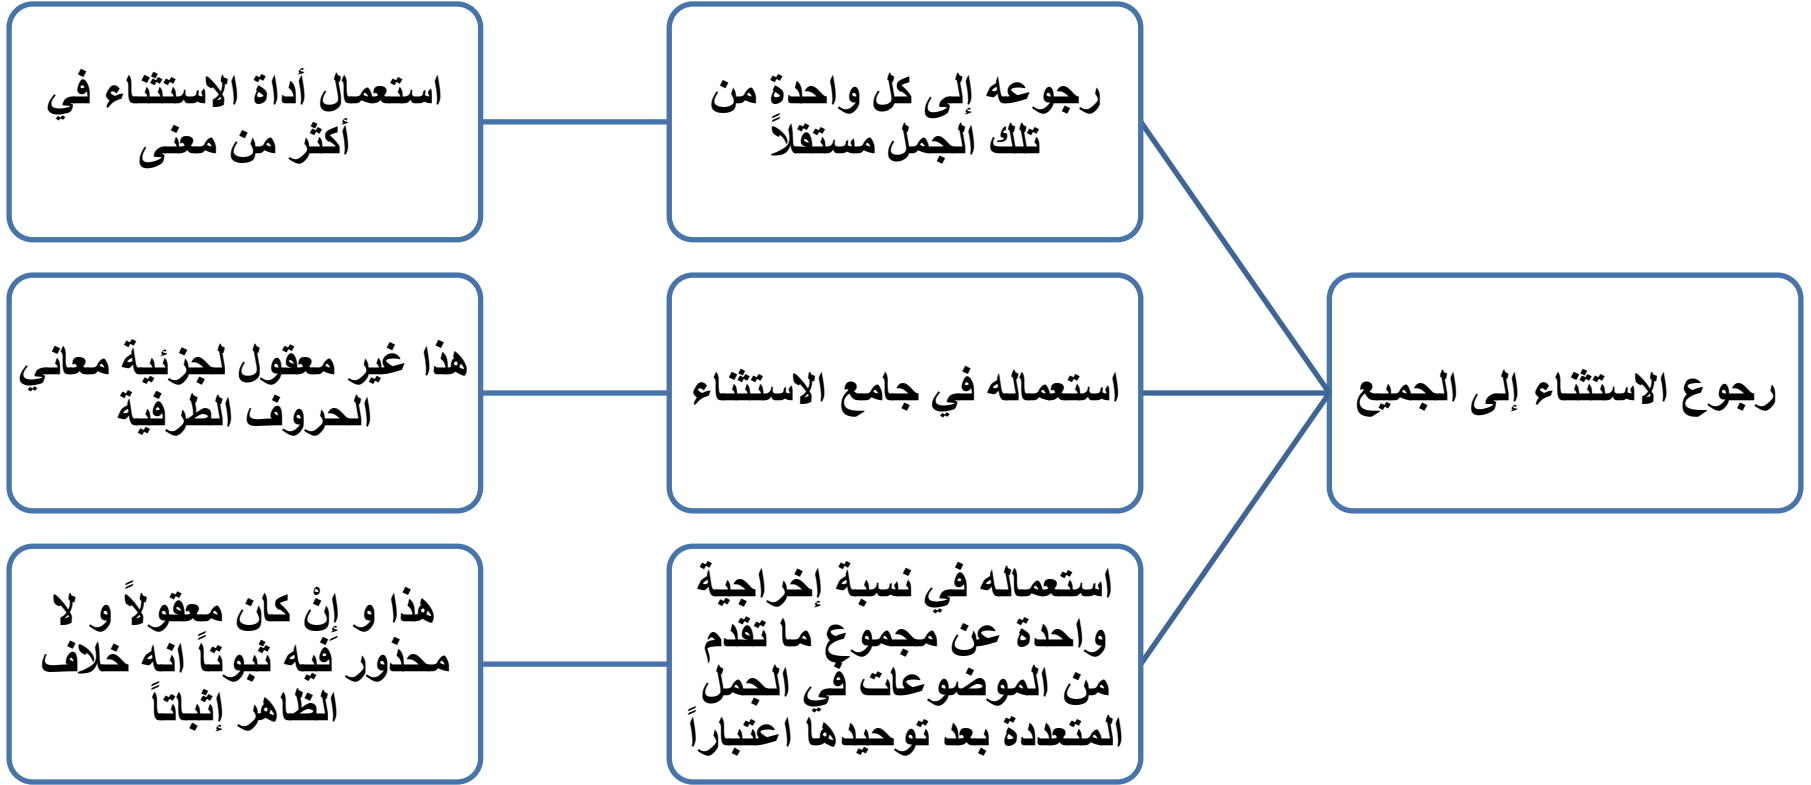 رجوع الاستثناء إلى الجميع
رجوعه إلى كل واحدة من
تلك الجمل مستقلاً
استعمال أداة الاستثناء في
أكثر من معنى
استعماله في جامع الاستثناء
هذا غير معقول لجزئية معاني
الحروف الطرفية
استعماله في نسبة إخراجية
واحدة عن مجموع ما تقدم
من الموضوعات في الجمل
المتعددة بعد توحيدها اعتباراً
هذا و إِنْ كان معقولاً و لا
محذور فيه ثبوتاً انه خلاف
الظاهر إثباتاً